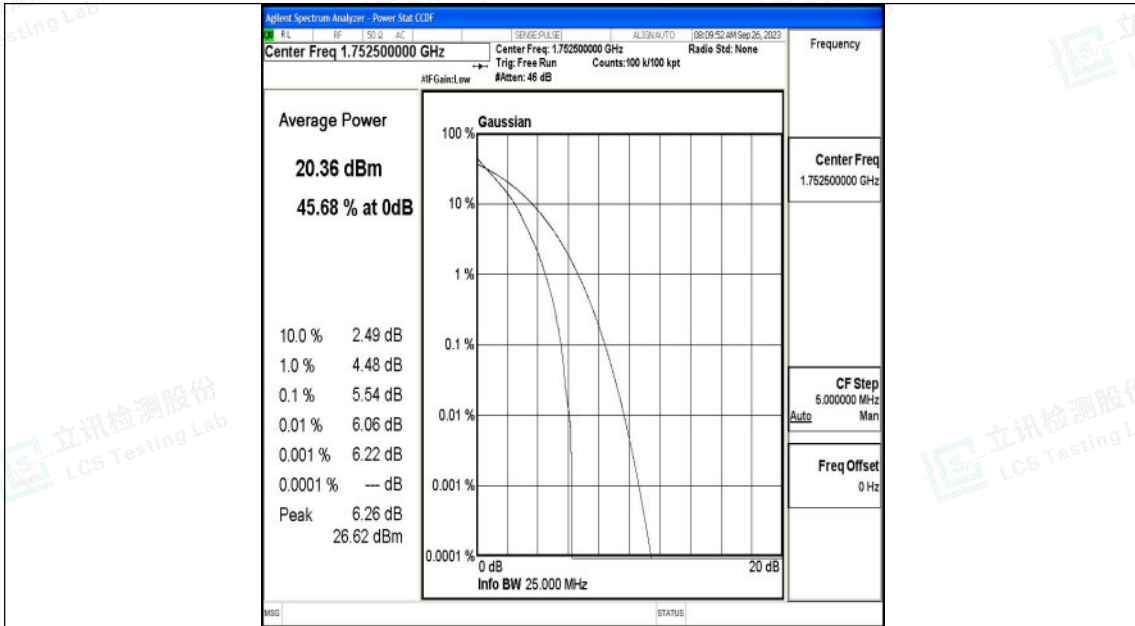 Agilent Spectrum Analyzer - Power Stat CCDF
RL RF 50 Ω AC SENSE:PULSE ALIGNAUTO 08:09:52 AM Sep 26, 2023
Center Freq 1.752500000 GHz
Center Freq: 1.752500000 GHz Radio Std: None
Trig: Free Run Counts:100 k/100 kpt
#IFGain:Low #Atten: 46 dB
Frequency
Average Power
20.36 dBm
45.68 % at 0dB
10.0 % 2.49 dB
1.0 % 4.48 dB
0.1 % 5.54 dB
0.01 % 6.06 dB
0.001 % 6.22 dB
0.0001 % --- dB
Peak 6.26 dB
26.62 dBm
Gaussian
100 %
10 %
1 %
0.1 %
0.01 %
0.001 %
0.0001 %
0 dB 20 dB
Info BW 25.000 MHz
Center Freq
1.752500000 GHz
CF Step
5.000000 MHz
Auto Man
Freq Offset
0 Hz
MSG STATUS
立讯检测股份
LCS Testing Lab
立讯检测股份
LCS Testing L
sting Lab
立